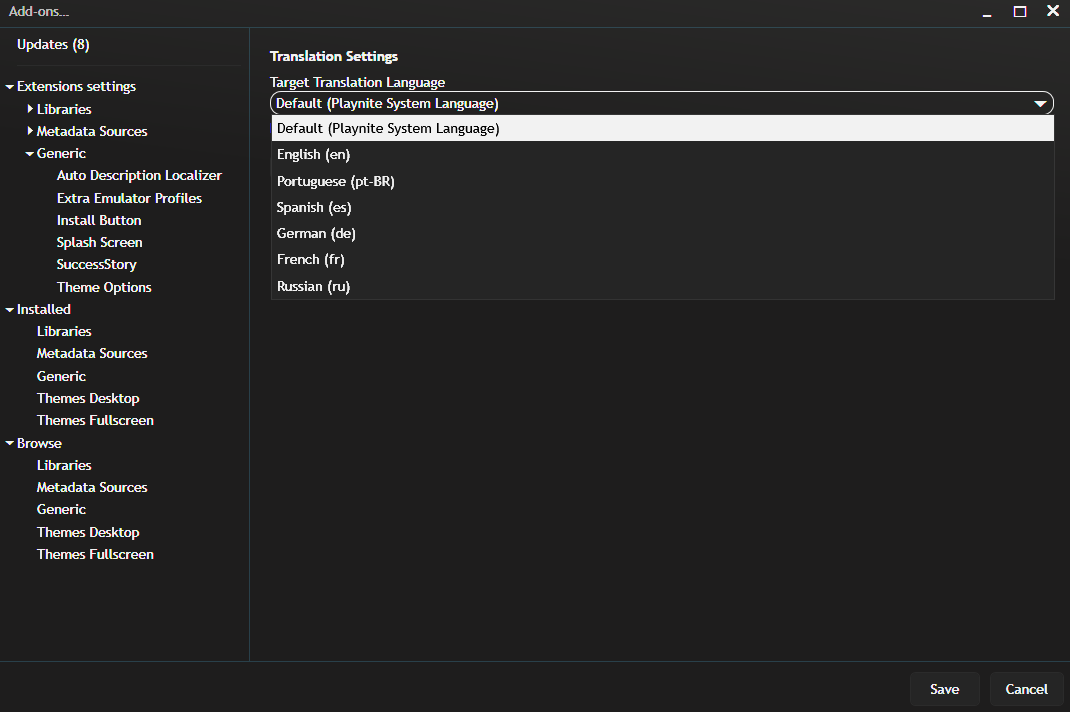 Add-ons...
Updates (8)
Extensions settings
Libraries
Metadata Sources
Generic
Auto Description Localizer
Extra Emulator Profiles
Install Button
Splash Screen
SuccessStory
Theme Options
Installed
Libraries
Metadata Sources
Generic
Themes Desktop
Themes Fullscreen
Browse
Libraries
Metadata Sources
Generic
Themes Desktop
Themes Fullscreen
Translation Settings
Target Translation Language
Default (Playnite System Language)
Default (Playnite System Language)
English (en)
Portuguese (pt-BR)
Spanish (es)
German (de)
French (fr)
Russian (ru)
Save
Cancel